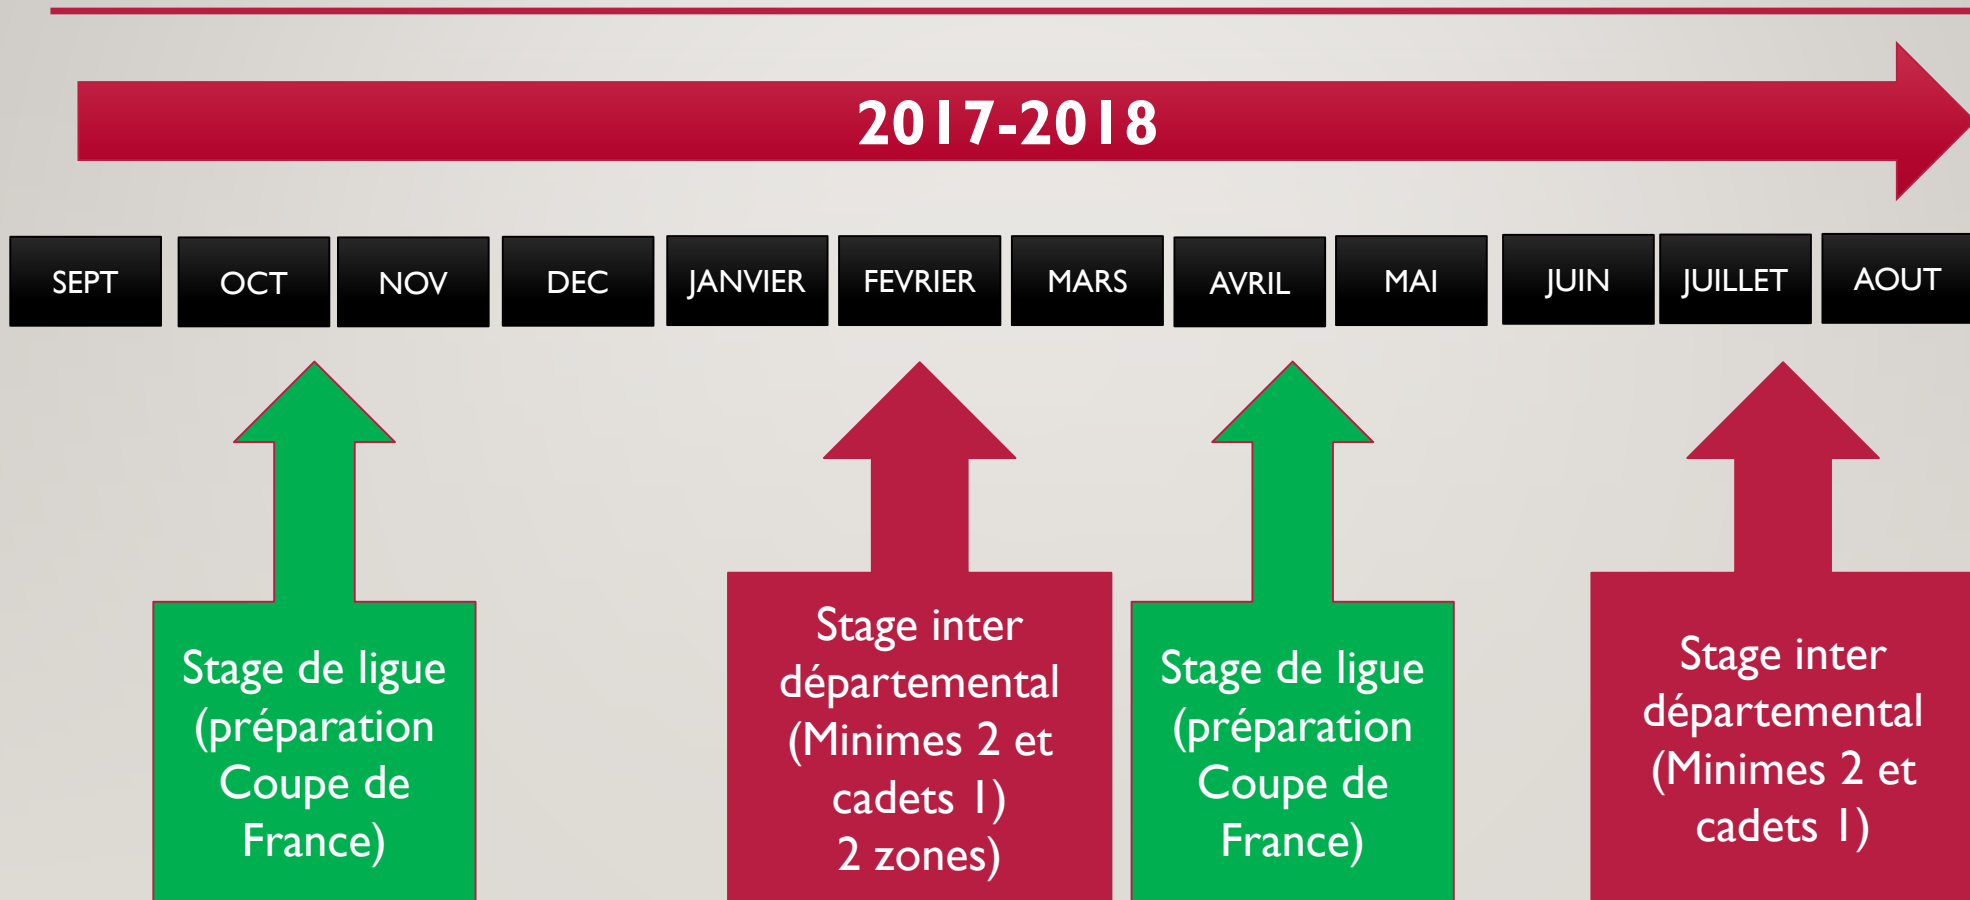 2017-2018
SEPT
OCT
NOV
DEC
JANVIER
FEVRIER
MARS
AVRIL
MAI
JUIN
JUILLET
AOUT
Stage de ligue
(préparation
Coupe de
France)
Stage inter
départemental
(Minimes 2 et
cadets 1)
2 zones)
Stage de ligue
(préparation
Coupe de
France)
Stage inter
départemental
(Minimes 2 et
cadets 1)